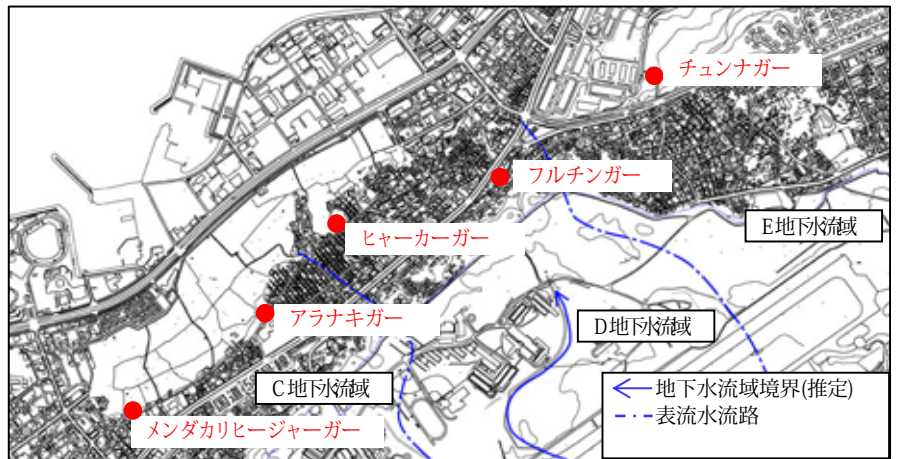 チュンナガー
フルチンガー
E地下水流域
ヒャーカーガー
アラナキガー
D地下水流域
C地下水流域
メンダカリヒージャーガー
地下水流域境界(推定)
表流水流路